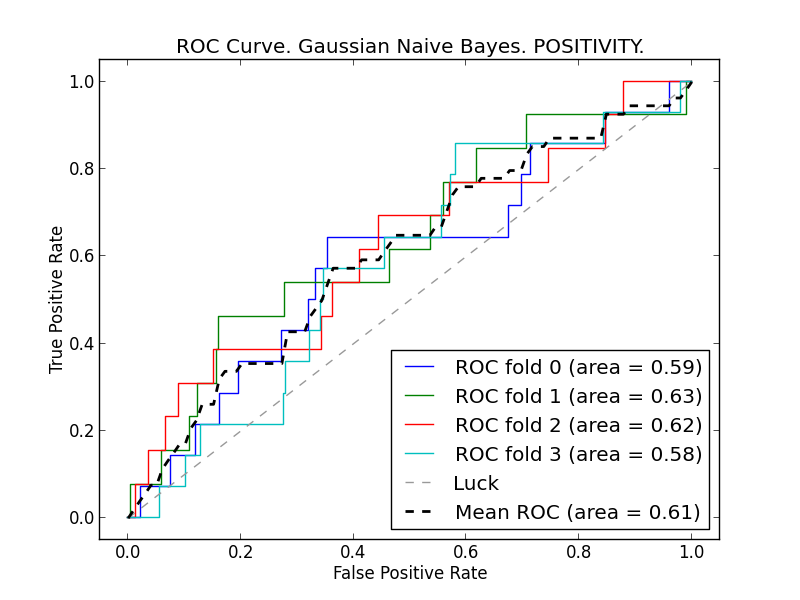 ROC Curve. Gaussian Naive Bayes. POSITIVITY.
1.0
0.8
0.6
0.4
0.2
0.0
True Positive Rate
0.0 0.2 0.4 0.6 0.8 1.0
False Positive Rate
ROC fold 0 (area = 0.59)
ROC fold 1 (area = 0.63)
ROC fold 2 (area = 0.62)
ROC fold 3 (area = 0.58)
Luck
Mean ROC (area = 0.61)